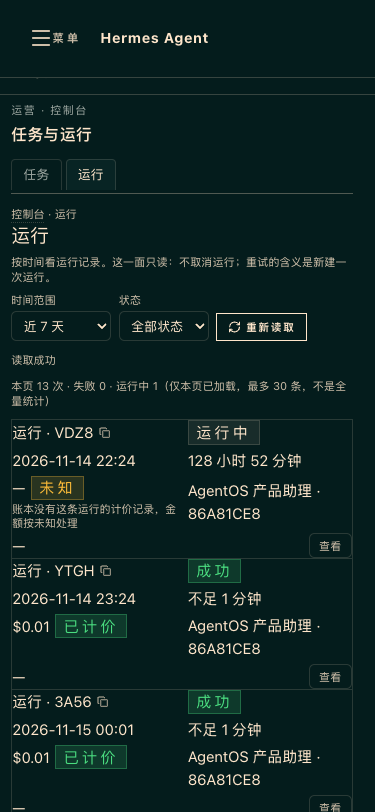 菜单
Hermes Agent
运营 · 控制台
任务与运行
任务
运行
控制台 · 运行
运行
按时间看运行记录。这一面只读：不取消运行；重试的含义是新建一
次运行。
时间范围
状态
近 7 天
全部状态
重新读取
读取成功
本页 13 次 · 失败 0 · 运行中 1（仅本页已加载，最多 30 条，不是全
量统计）
运行 · VDZ8
运行中
2026-11-14 22:24
128 小时 52 分钟
— 未知
账本没有这条运行的计价记录，金
额按未知处理
AgentOS 产品助理 ·
86A81CE8
—
查看
运行 · YTGH
成功
2026-11-14 23:24
不足 1 分钟
$0.01 已计价
AgentOS 产品助理 ·
86A81CE8
—
查看
运行 · 3A56
成功
2026-11-15 00:01
不足 1 分钟
$0.01 已计价
AgentOS 产品助理 ·
86A81CE8
—
查看